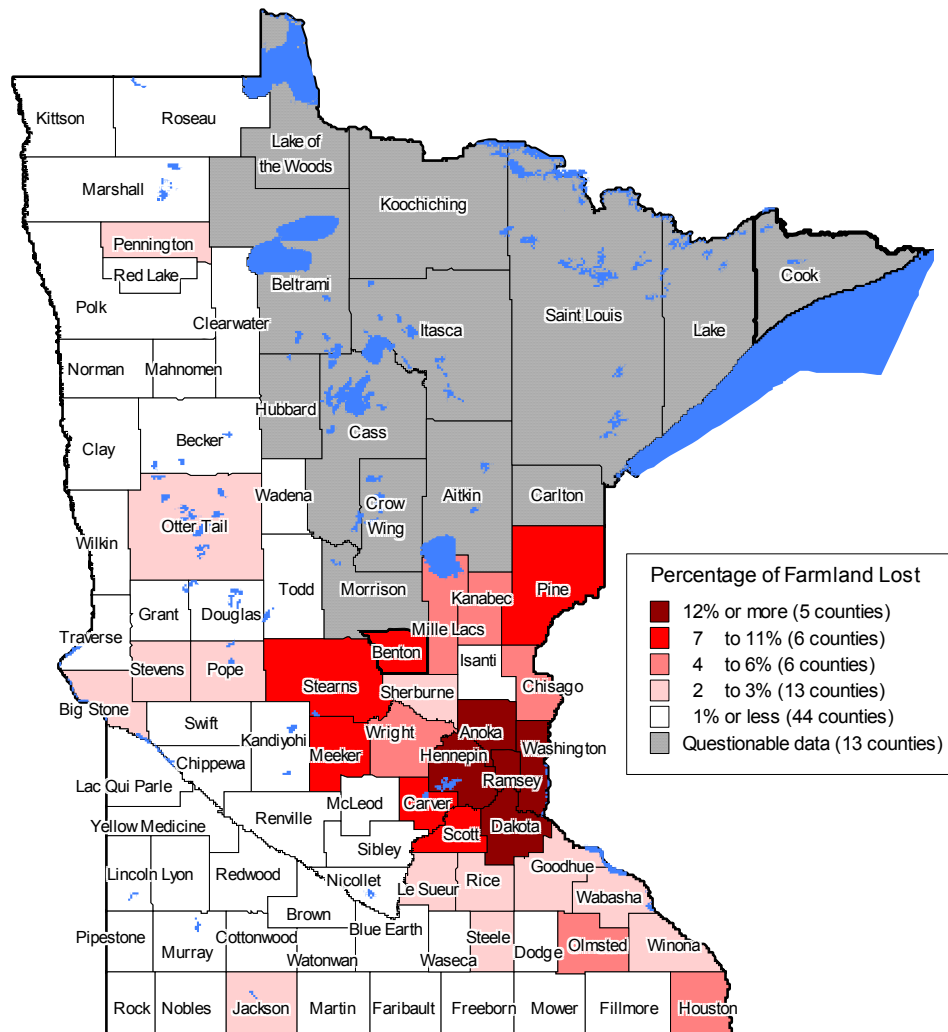 Kittson
Roseau
Lake of
the Woods
Marshall
Koochiching
Pennington
Red Lake
Beltrami
Cook
Polk
Clearwater
Itasca
Saint Louis
Lake
Norman
Mahnomen
Hubbard
Cass
Clay
Becker
Wadena
Crow
Wing
Aitkin
Carlton
Otter Tail
Wilkin
Todd
Morrison
Kanabec
Pine
Grant
Douglas
Mille Lacs
Traverse
Benton
Isanti
Stevens
Pope
Stearns
Sherburne
Chisago
Big Stone
Swift
Kandiyohi
Meeker
Wright
Anoka
Washington
Hennepin
Chippewa
Ramsey
Lac Qui Parle
McLeod
Carver
Renville
Scott
Dakota
Yellow Medicine
Sibley
Goodhue
Lincoln
Lyon
Redwood
Nicollet
Le Sueur
Rice
Wabasha
Brown
Blue Earth
Pipestone
Murray
Cottonwood
Watonwan
Waseca
Steele
Dodge
Olmsted
Winona
Rock
Nobles
Jackson
Martin
Faribault
Freeborn
Mower
Fillmore
Houston
Percentage of Farmland Lost
12% or more (5 counties)
7 to 11% (6 counties)
4 to 6% (6 counties)
2 to 3% (13 counties)
1% or less (44 counties)
Questionable data (13 counties)